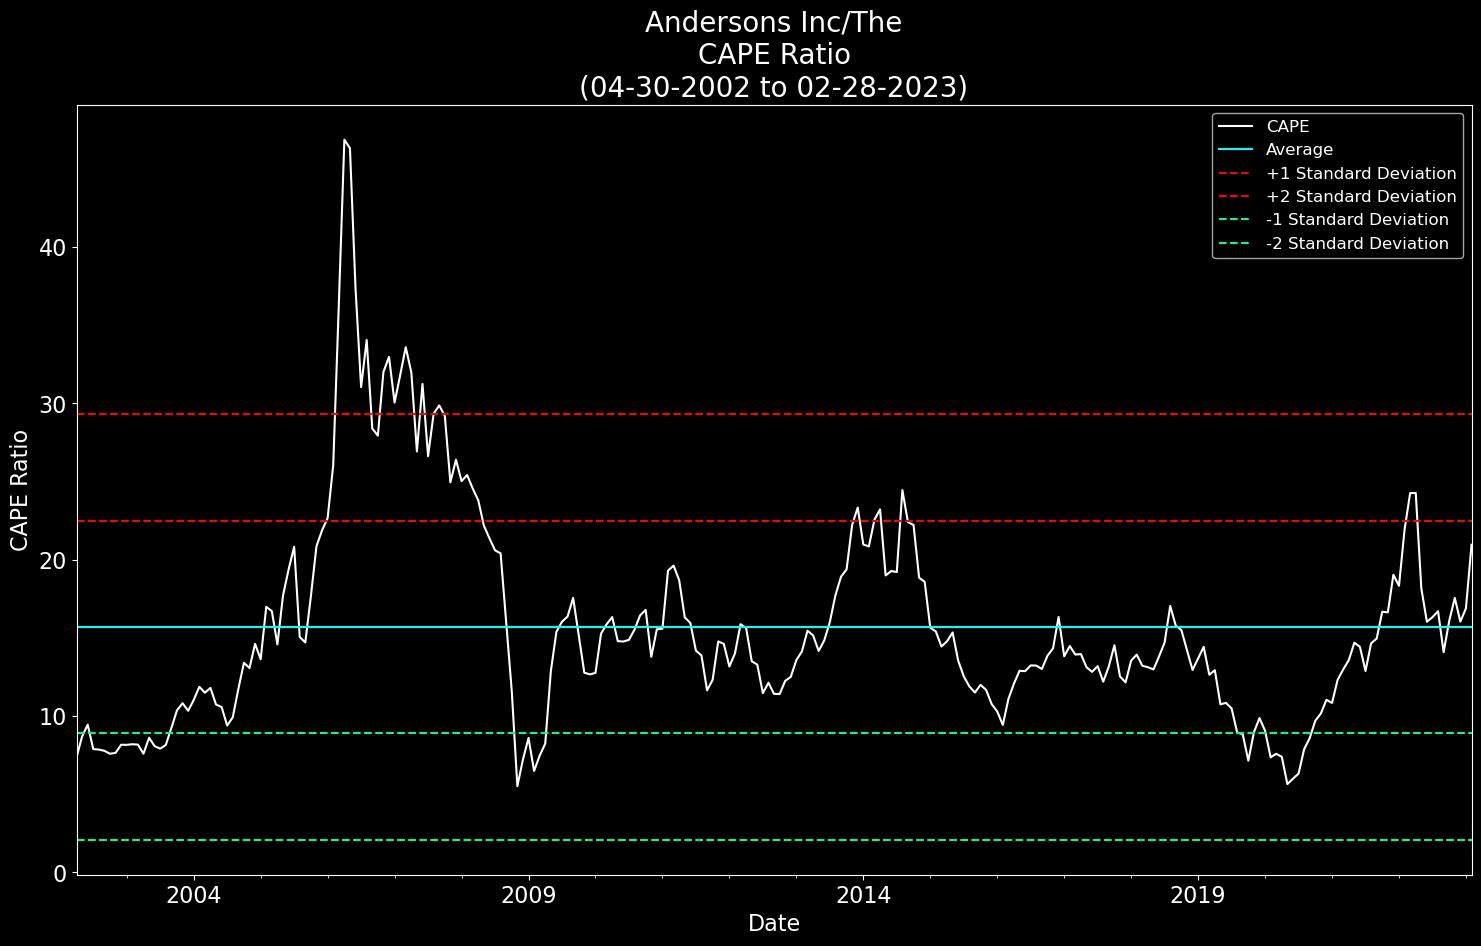 Andersons Inc/The
CAPE Ratio
(04-30-2002 to 02-28-2023)
CAPE
Average
+1 Standard Deviation
+2 Standard Deviation
-1 Standard Deviation
-2 Standard Deviation
CAPE Ratio
40
30
20
10
0
2004
2009
2014
2019
Date